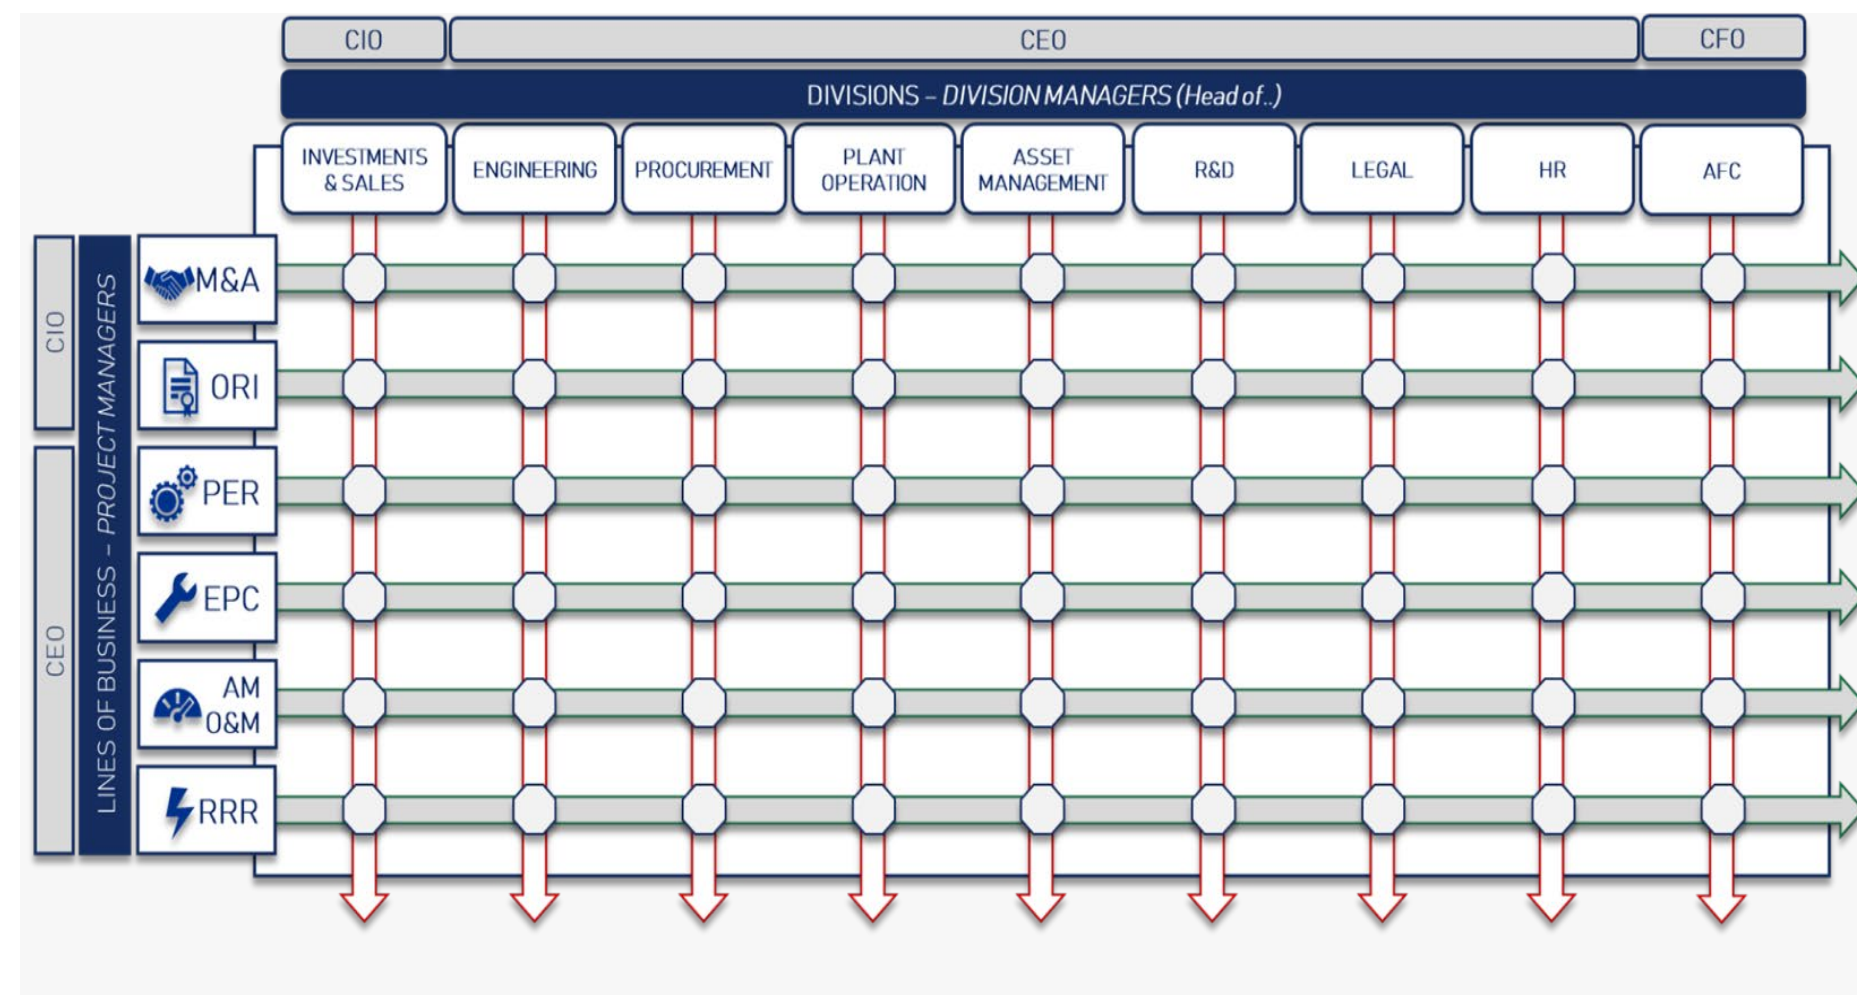 CIO
CEO
CFO
DIVISIONS – DIVISION MANAGERS (Head of..)
INVESTMENTS
& SALES
ENGINEERING
PROCUREMENT
PLANT
OPERATION
ASSET
MANAGEMENT
R&D
LEGAL
HR
AFC
CIO
CEO
LINES OF BUSINESS – PROJECT MANAGERS
M&A
ORI
PER
EPC
AM
O&M
RRR